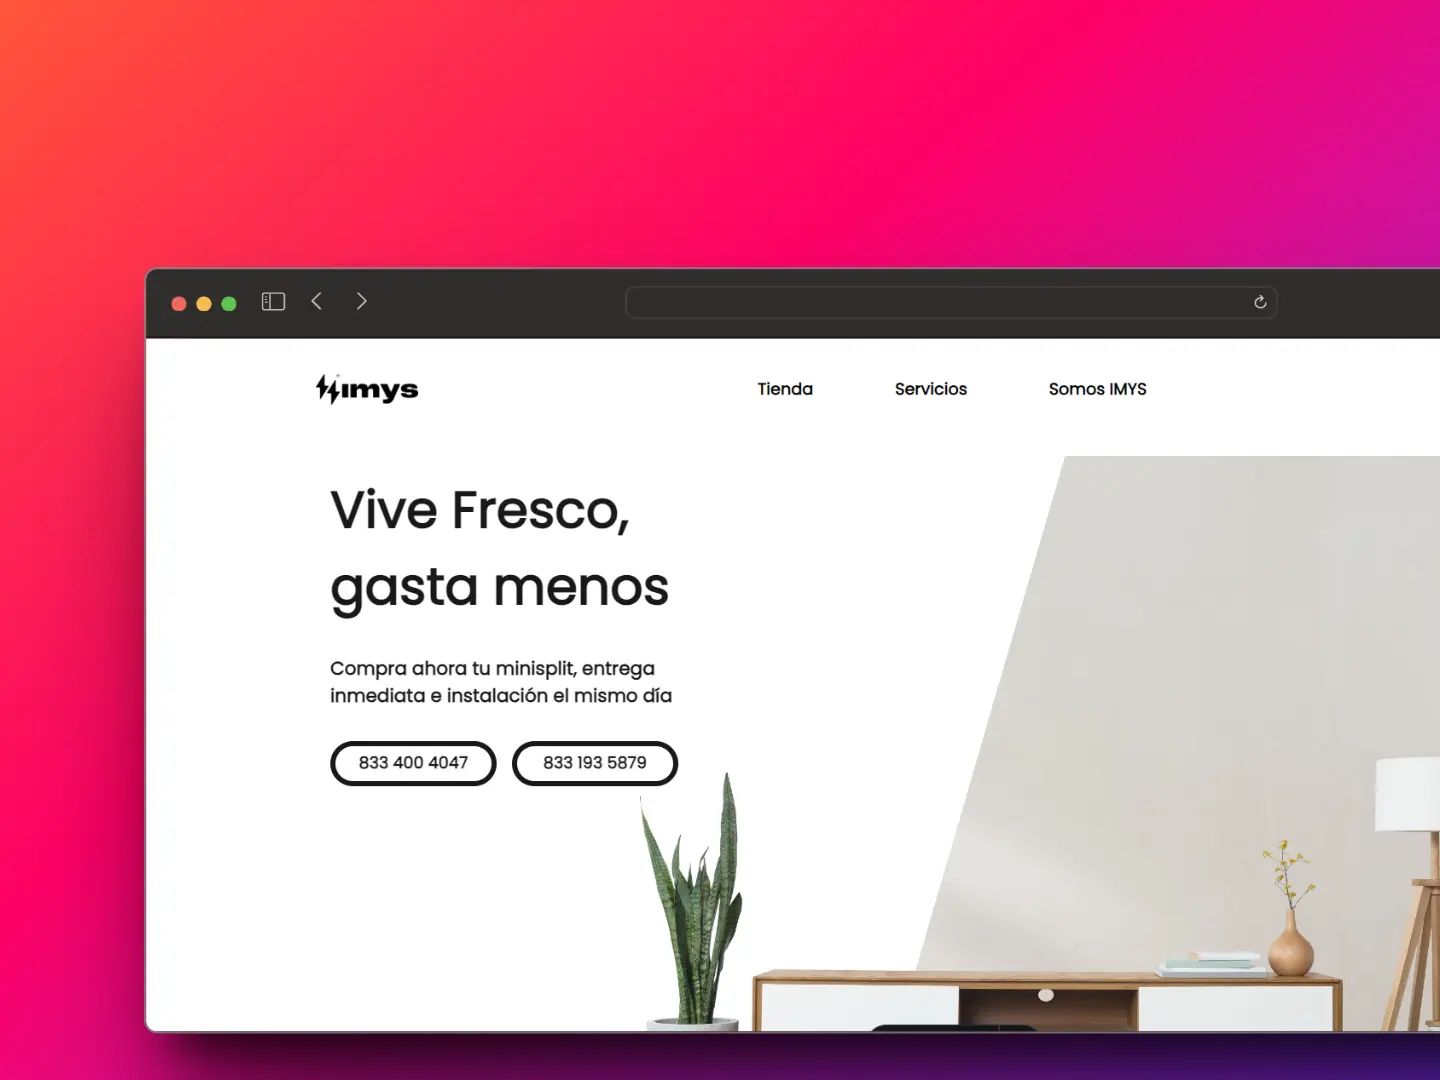 imys
Tienda
Servicios
Somos IMYS
Vive Fresco,
gasta menos
Compra ahora tu minisplit, entrega
inmediata e instalación el mismo día
833 400 4047
833 193 5879